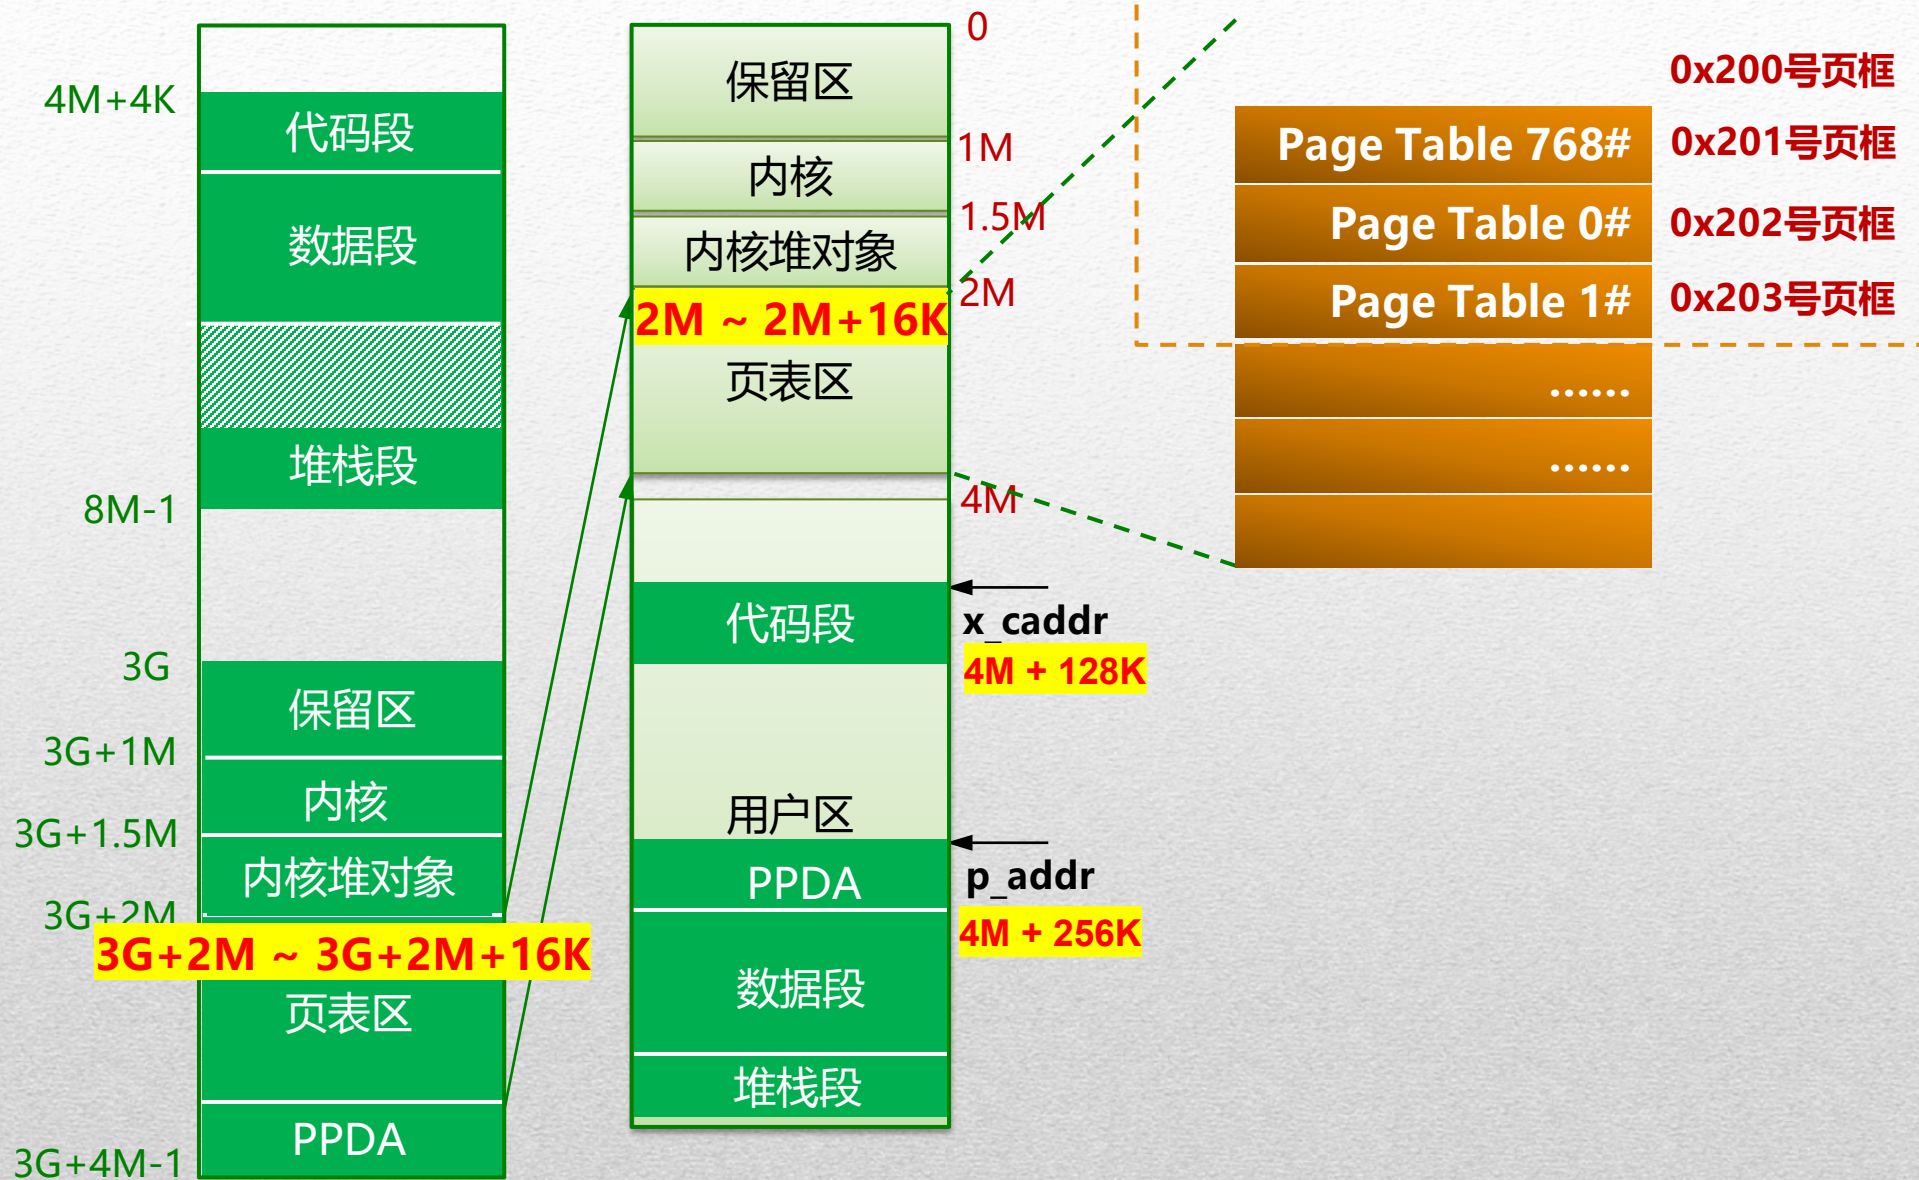 4M+4K
代码段
数据段
堆栈段
8M-1
3G
保留区
3G+1M
内核
3G+1.5M
内核堆对象
3G+2M
3G+2M ~ 3G+2M+16K
页表区
PPDA
3G+4M-1
0
保留区
1M
内核
1.5M
内核堆对象
2M
2M ~ 2M+16K
页表区
4M
代码段
x_caddr
4M + 128K
用户区
PPDA
p_addr
4M + 256K
数据段
堆栈段
0x200号页框
Page Table 768# 0x201号页框
Page Table 0# 0x202号页框
Page Table 1# 0x203号页框
......
......